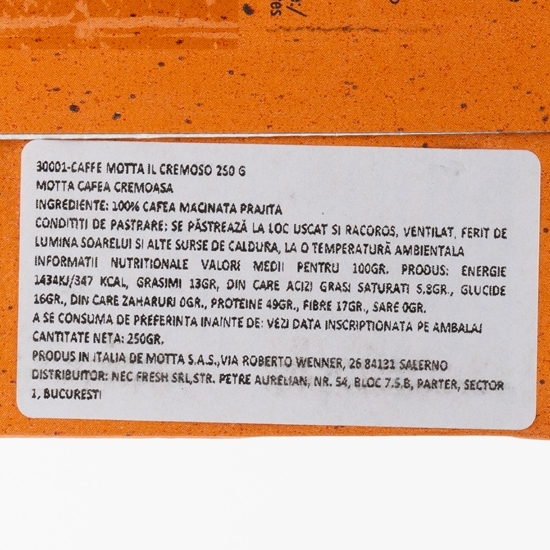 30001-CAFFE MOTTA IL CREMOSO 250 G
MOTTA CAFEA CREMOASA
INGREDIENTE: 100% CAFEA MACINATA PRAJITA
CONDITITI DE PASTRARE: SE PĂSTREAZĂ LA LOC USCAT SI RACOROS, VENTILAT, FERIT DE
LUMINA SOARELUI SI ALTE SURSE DE CALDURA, LA O TEMPERATURĂ AMBIENTALA
INFORMATII NUTRITIONALE VALORI MEDII PENTRU 100GR. PRODUS: ENERGIE
1434KJ/347 KCAL, GRASIMI 13GR, DIN CARE ACIZI GRASI SATURATI 5.8GR., GLUCIDE
16GR., DIN CARE ZAHARURI 0GR., PROTEINE 49GR., FIBRE 17GR., SARE 0GR.
A SE CONSUMA DE PREFERINTA INAINTE DE: VEZI DATA INSCRIPTIONATA PE AMBALAJ
CANTITATE NETA: 250GR.
PRODUS IN ITALIA DE MOTTA S.A.S.,VIA ROBERTO WENNER, 26 84131 SALERNO
DISTRIBUITOR: NEC FRESH SRL,STR. PETRE AURELIAN, NR. 54, BLOC 7.5.B, PARTER, SECTOR
1, BUCURESTI